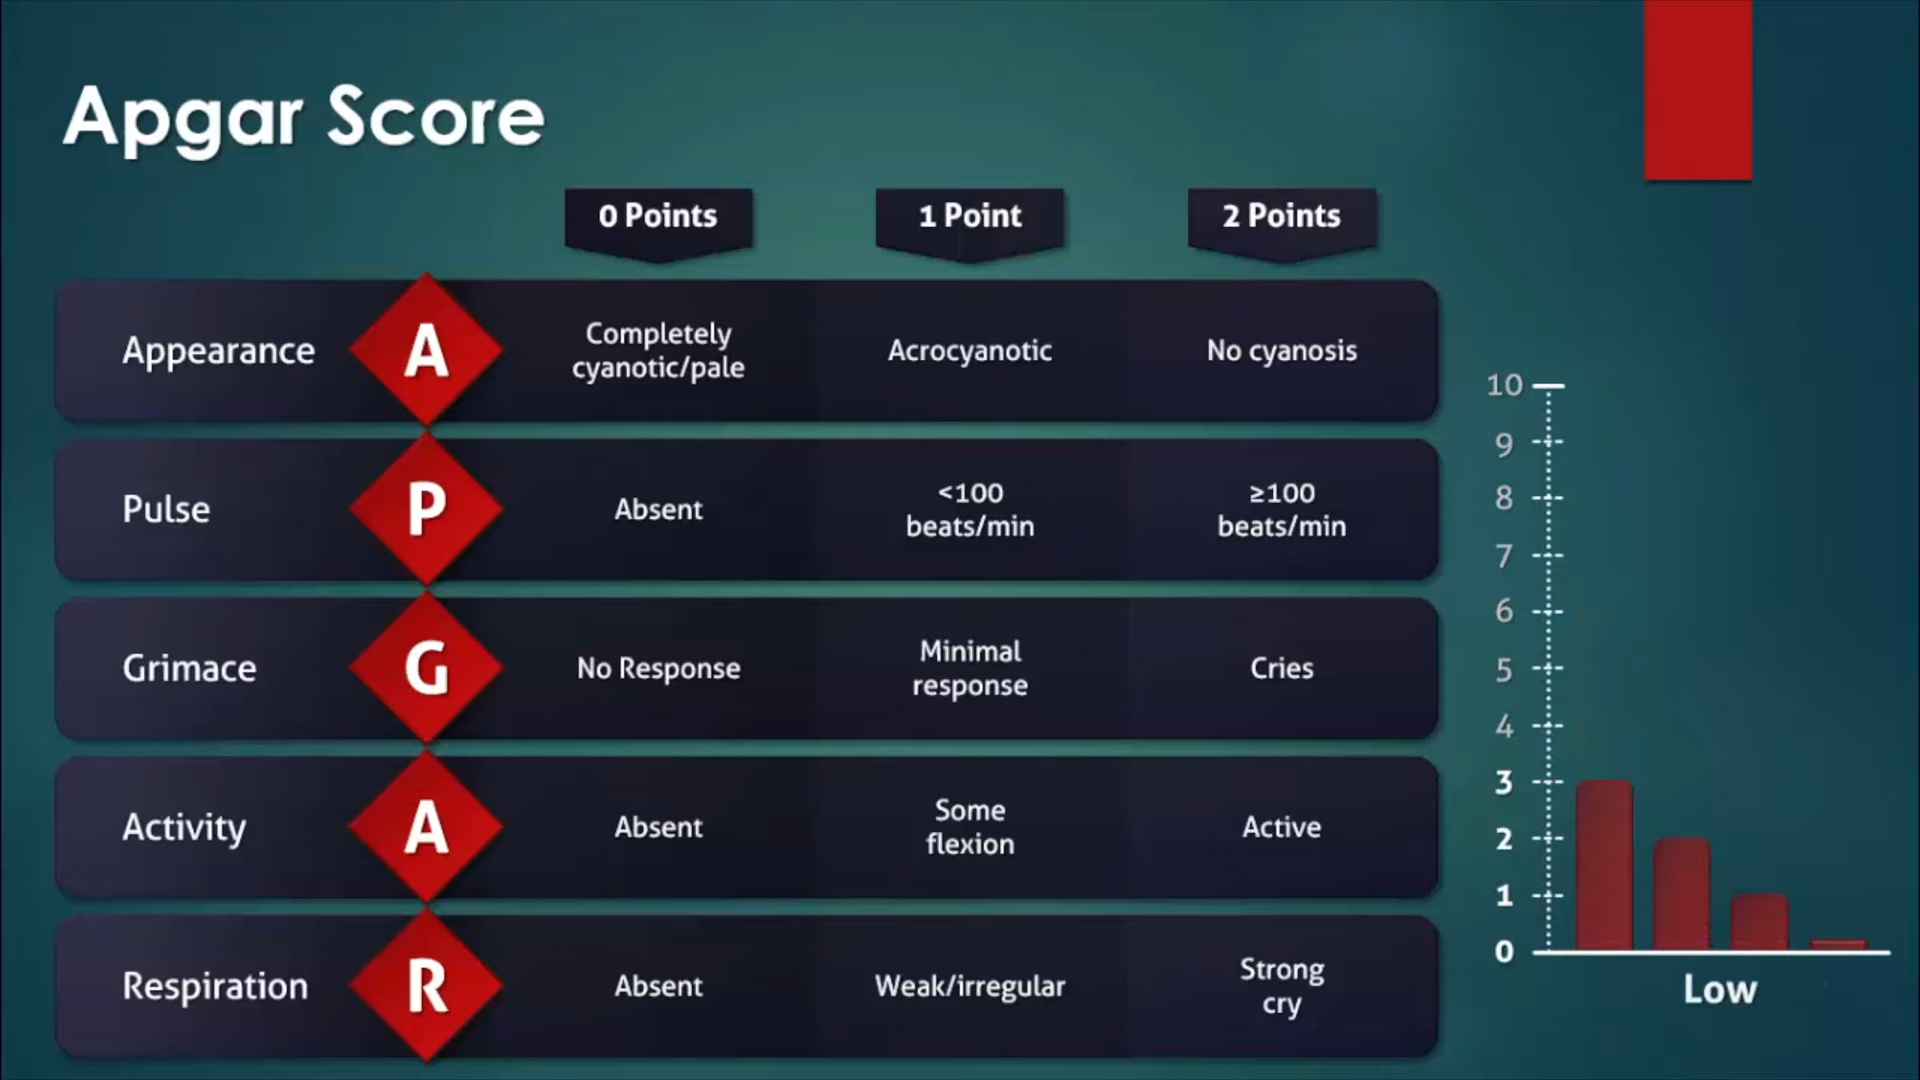 Apgar Score
0 Points
1 Point
2 Points
Appearance
A
Completely
cyanotic/pale
Acrocyanotic
No cyanosis
Pulse
P
Absent
<100
beats/min
≥100
beats/min
Grimace
G
No Response
Minimal
response
Cries
Activity
A
Absent
Some
flexion
Active
Respiration
R
Absent
Weak/irregular
Strong
cry
10
9
8
7
6
5
4
3
2
1
0
Low